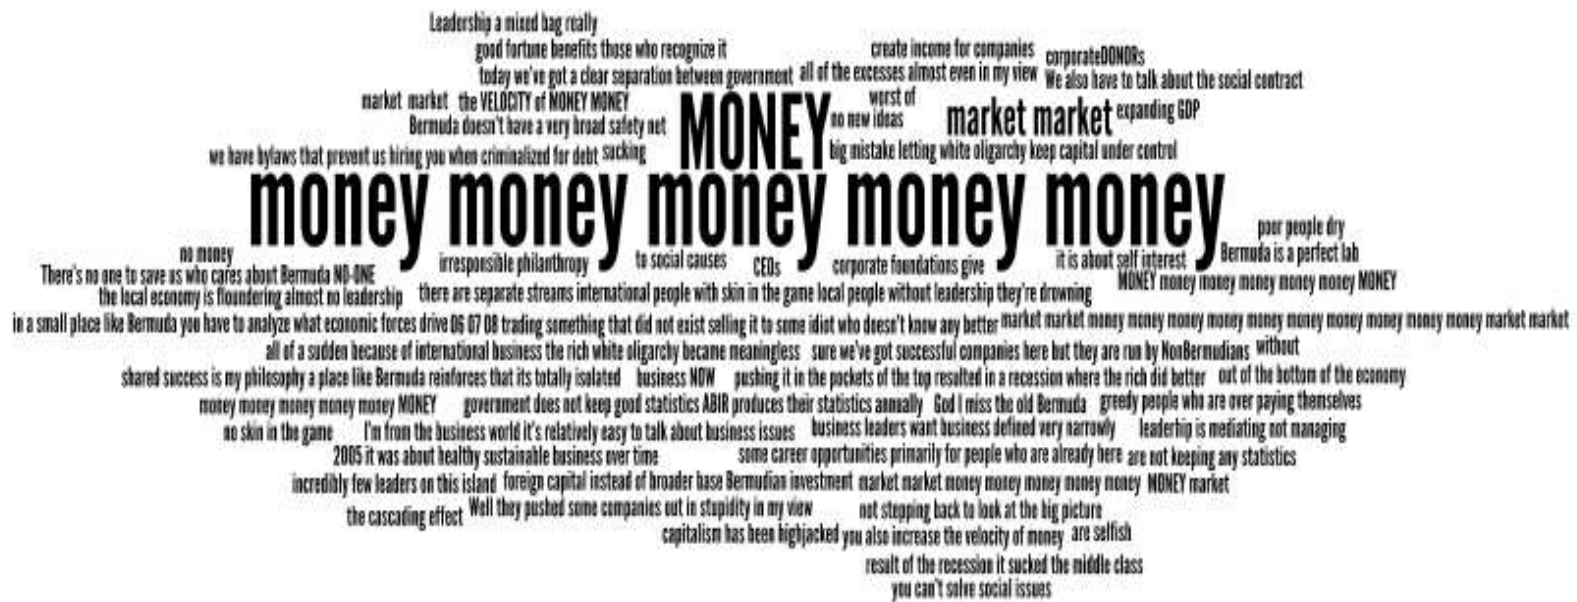 Leadership a mixed bag really
good fortune benefits those who recognize it create income for companies corporateDONORs
today we've got a clear separation between government all of the excesses almost even in my view We also have to talk about the social contract
market market the VELOCITY of MONEY MONEY MONEY worst of market market expanding GDP
Bermuda doesn't have a very broad safety net no new ideas
we have bylaws that prevent us hiring you when criminalized for debt sucking big mistake letting white oligarchy keep capital under control
money money money money money
poor people dry
no money irresponsible philanthropy to social causes CEOs corporate foundations give it is about self interest Bermuda is a perfect lab
There's no one to save us who cares about Bermuda NO-ONE MONEY money money money money money MONEY
the local economy is floundering almost no leadership there are separate streams international people with skin in the game local people without leadership they're drowning
in a small place like Bermuda you have to analyze what economic forces drive 06 07 08 trading something that did not exist selling it to some idiot who doesn't know any better market market money money money money money money money money money money market market
all of a sudden because of international business the rich white oligarchy became meaningless sure we've got successful companies here but they are run by NonBermudians without
shared success is my philosophy a place like Bermuda reinforces that its totally isolated business NOW pushing it in the pockets of the top resulted in a recession where the rich did better out of the bottom of the economy
money money money money money MONEY government does not keep good statistics ABIR produces their statistics annually God I miss the old Bermuda greedy people who are over paying themselves
no skin in the game I'm from the business world it's relatively easy to talk about business issues business leaders want business defined very narrowly leaderhip is mediating not managing
2005 it was about healthy sustainable business over time some career opportunities primarily for people who are already here are not keeping any statistics
incredibly few leaders on this island foreign capital instead of broader base Bermudian investment market market money money money money money MONEY market
the cascading effect Well they pushed some companies out in stupidity in my view not stepping back to look at the big picture
capitalism has been highjacked you also increase the velocity of money are selfish
result of the recession it sucked the middle class
you can't solve social issues